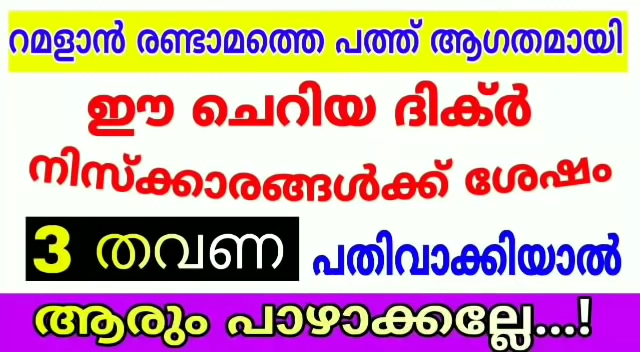 റമളാൻ രണ്ടാമത്തെ പത്ത് ആഗതമായി
ഈ ചെറിയ ദിക്ർ
നിസ്ക്കാരങ്ങൾക്ക് ശേഷം
3 തവണ പതിവാക്കിയാൽ
ആരും പാഴാക്കല്ലേ...!